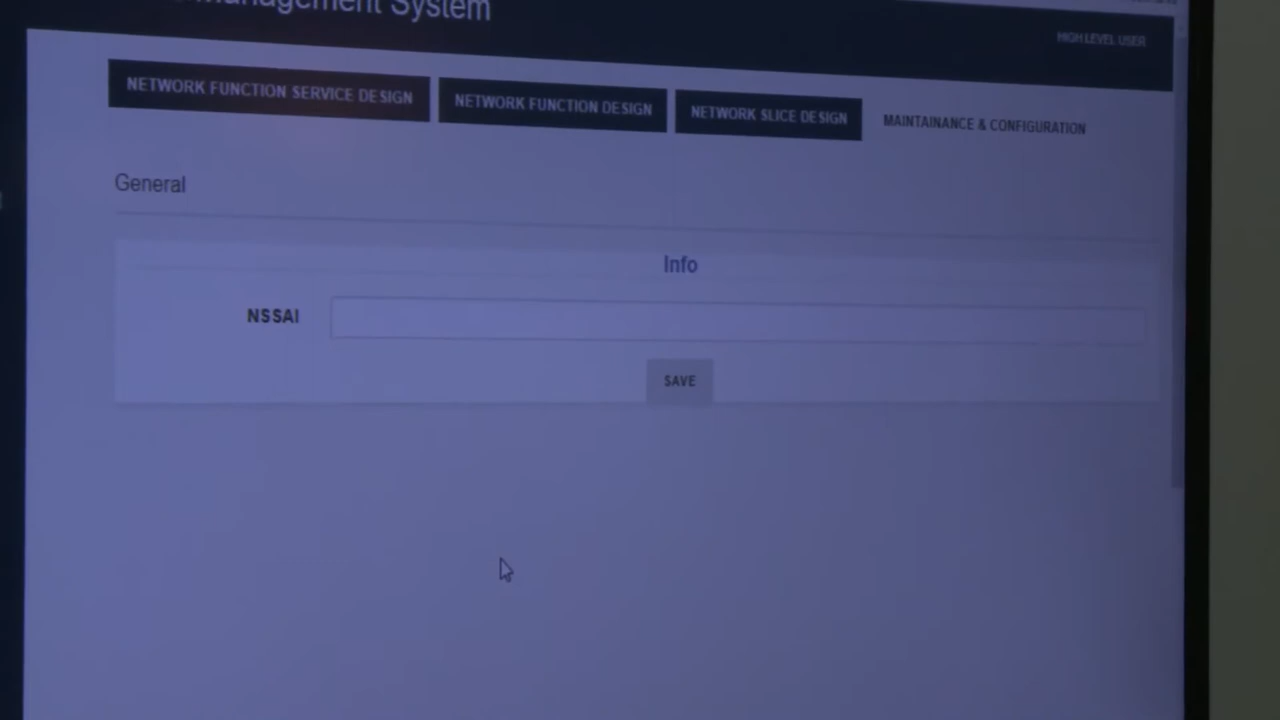 Management System
HIGH LEVEL USER
NETWORK FUNCTION SERVICE DESIGN
NETWORK FUNCTION DESIGN
NETWORK SLICE DESIGN
MAINTAINANCE & CONFIGURATION
General
Info
NSSAI
SAVE